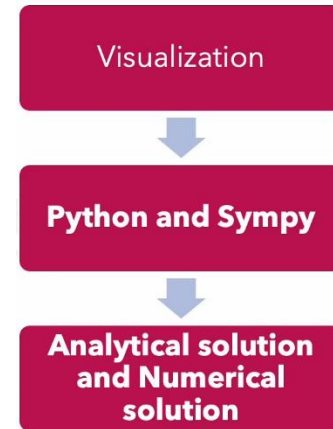 Visualization
Python and Sympy
Analytical solution
and Numerical
solution